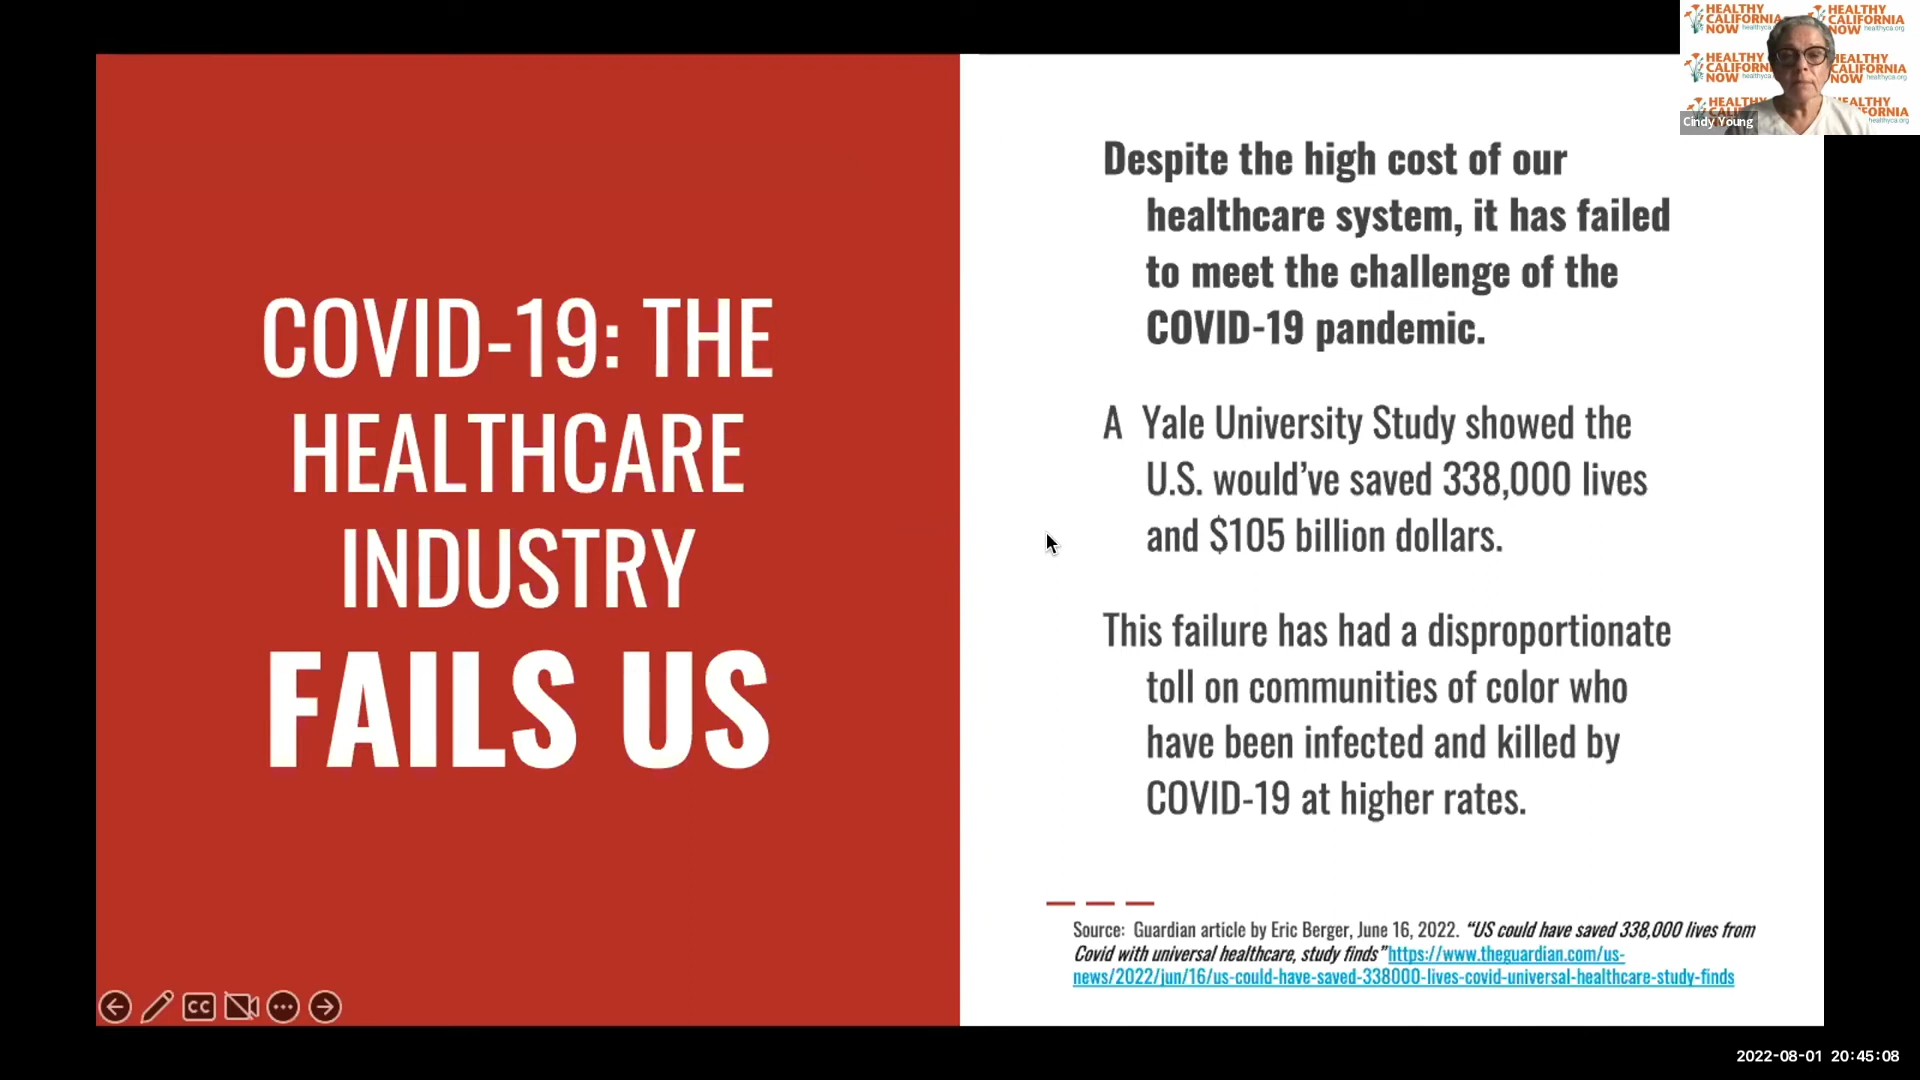 COVID-19: THE
HEALTHCARE
INDUSTRY
FAILS US
Despite the high cost of our
healthcare system, it has failed
to meet the challenge of the
COVID-19 pandemic.
A Yale University Study showed the
U.S. would’ve saved 338,000 lives
and $105 billion dollars.
This failure has had a disproportionate
toll on communities of color who
have been infected and killed by
COVID-19 at higher rates.
Source: Guardian article by Eric Berger, June 16, 2022. “US could have saved 338,000 lives from
Covid with universal healthcare, study finds”https://www.theguardian.com/us-
news/2022/jun/16/us-could-have-saved-338000-lives-covid-universal-healthcare-study-finds
CC
HEALTHY
CALIFORNIA
NOW healthyca.org
Cindy Young
2022-08-01 20:45:08